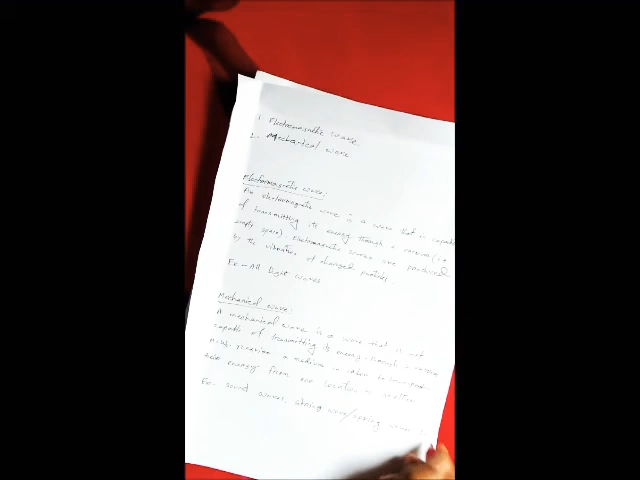 1. Electromagnetic wave
2. Mechanical wave
Electromagnetic wave:
An electromagnetic wave is a wave that is capable
of transmitting its energy through a vacuum (i.e
empty space). Electromagnetic waves are produced
by the vibration of charged particles.
Ex - All light waves
Mechanical wave:
A mechanical wave is a wave that is not
capable of transmitting its energy through a vacuum
a medium in order to transport
energy from one location to another
Ex- sound waves, string wave/spring wave